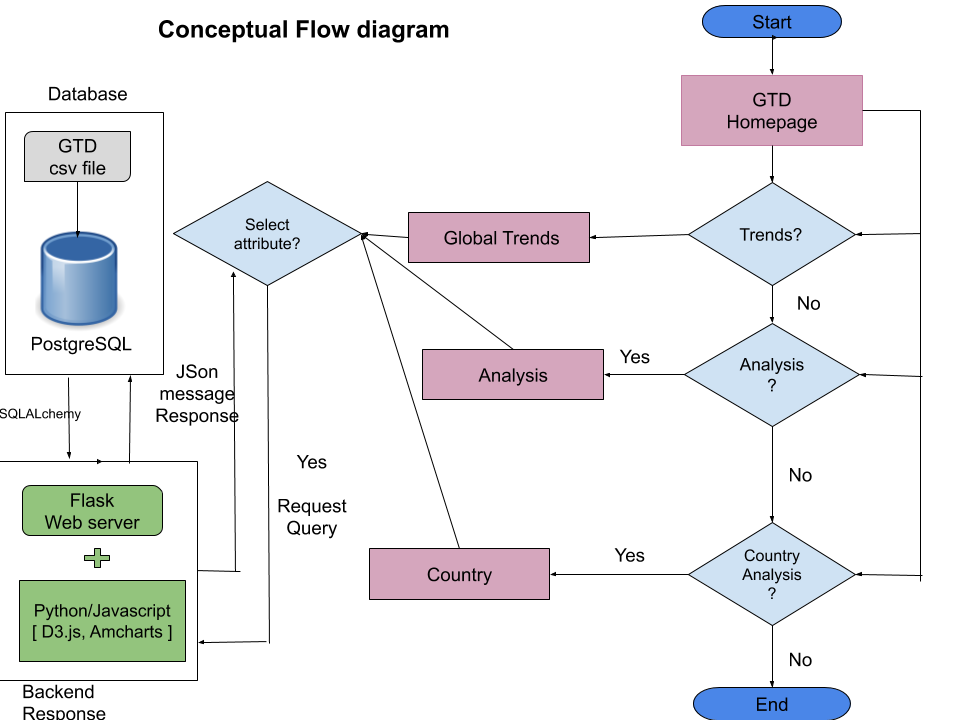 Conceptual Flow diagram
Start
GTD
Homepage
Database
GTD
csv file
PostgreSQL
Select
attribute?
Global Trends
Trends?
No
Yes
Analysis
Analysis
?
JSon
message
Response
SQLALchemy
Yes
Request
Query
No
Flask
Web server
Python/Javascript
[ D3.js, Amcharts ]
Country
Yes
Country
Analysis
?
No
Backend
Response
End